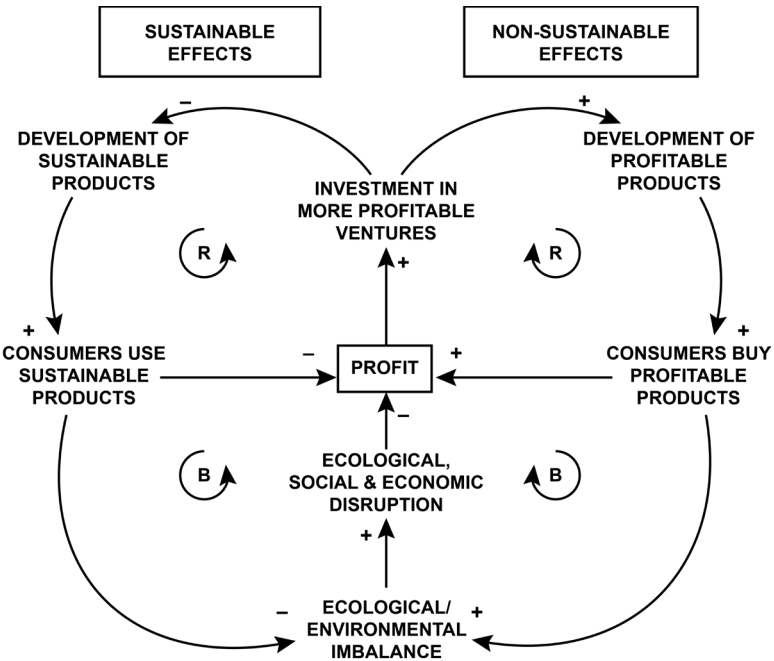 SUSTAINABLE
EFFECTS
NON-SUSTAINABLE
EFFECTS
–
+
DEVELOPMENT OF
SUSTAINABLE
PRODUCTS
DEVELOPMENT OF
PROFITABLE
PRODUCTS
INVESTMENT IN
MORE PROFITABLE
VENTURES
R
R
+
+
CONSUMERS USE
SUSTAINABLE
PRODUCTS
–
PROFIT
+
+
CONSUMERS BUY
PROFITABLE
PRODUCTS
–
ECOLOGICAL,
SOCIAL & ECONOMIC
DISRUPTION
B
B
+
–
ECOLOGICAL/
ENVIRONMENTAL
IMBALANCE
+